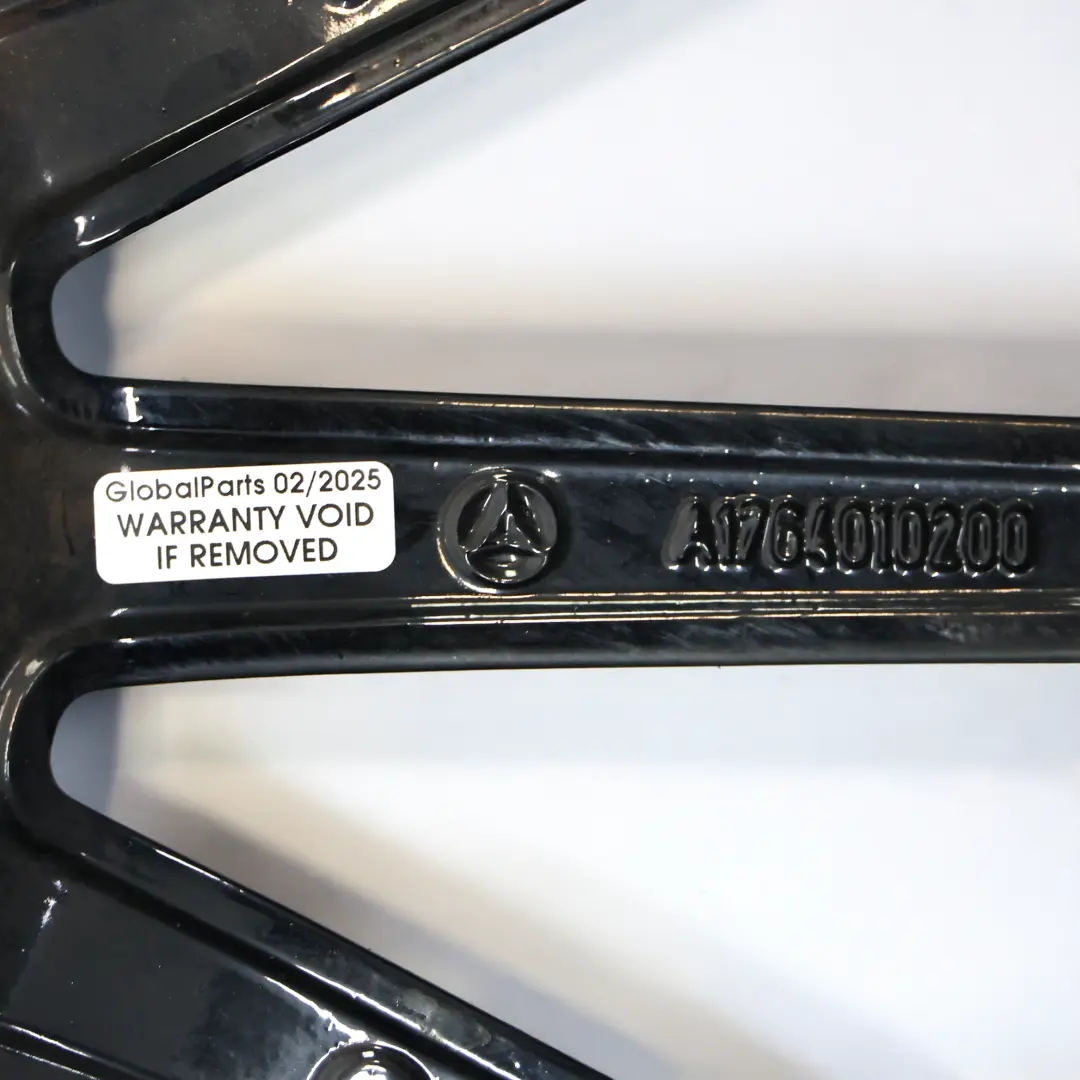 GlobalParts 02/2025
WARRANTY VOID
IF REMOVED
A1764010200